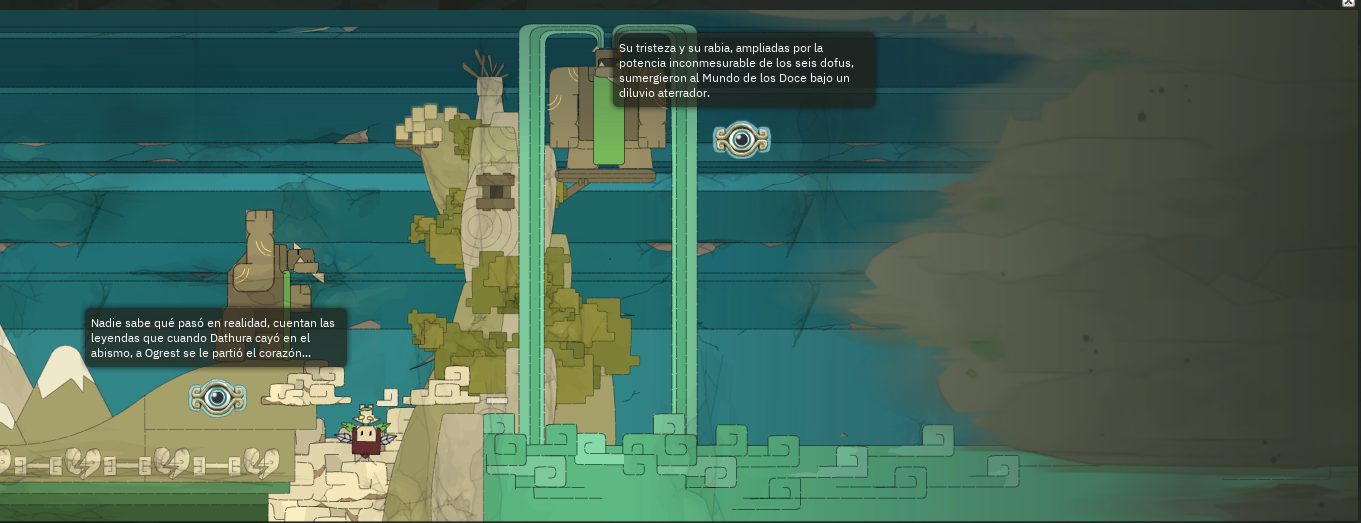 Su tristeza y su rabia, ampliadas por la
potencia inconmesurable de los seis dofus,
sumergieron al Mundo de los Doce bajo un
diluvio aterrador.
Nadie sabe qué pasó en realidad, cuentan las
leyendas que cuando Dathura cayó en el
abismo, a Ogrest se le partió el corazón...